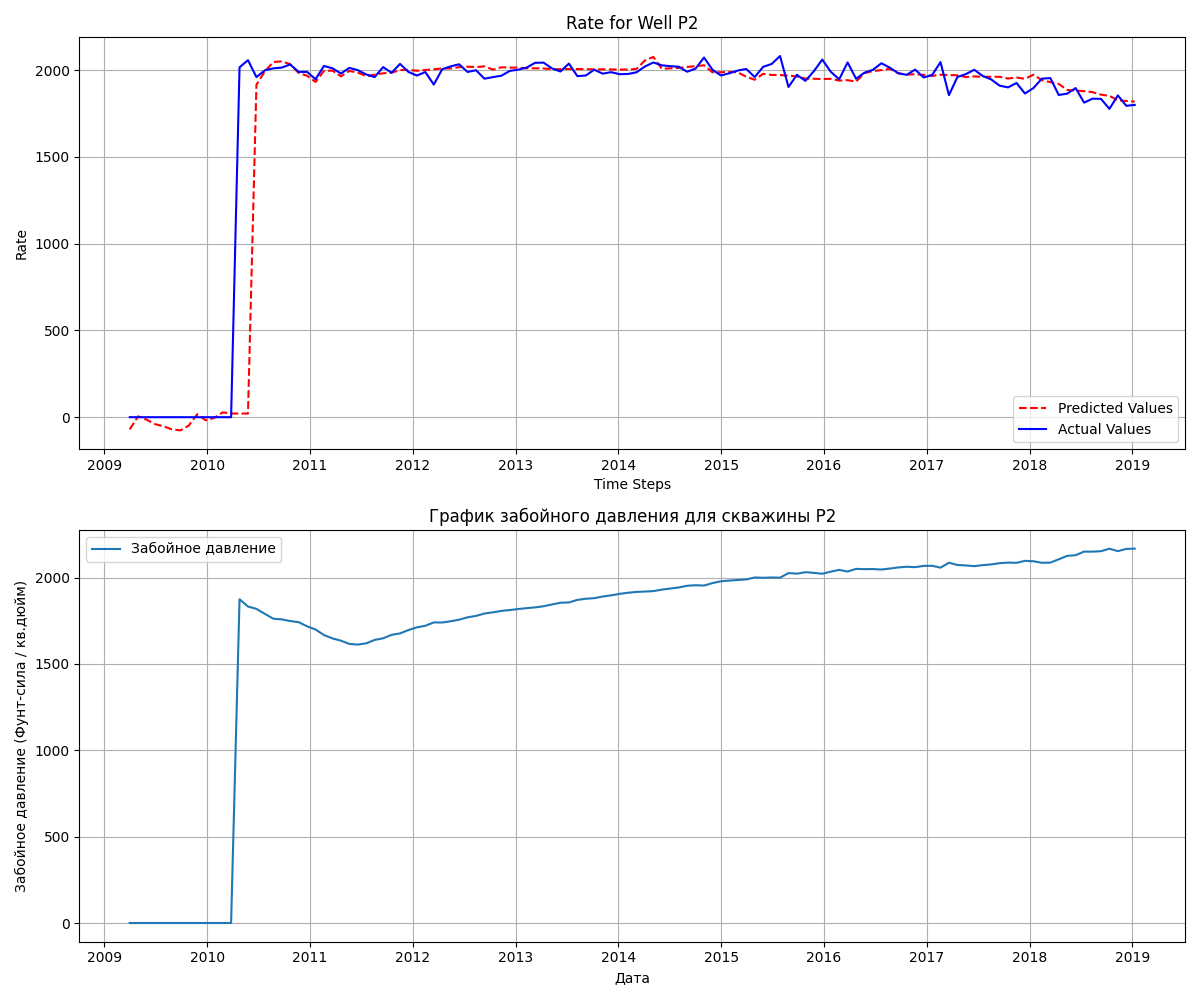 Rate for Well P2
2000
1500
1000
500
0
Rate
Predicted Values
Actual Values
2009 2010 2011 2012 2013 2014 2015 2016 2017 2018 2019
Time Steps
График забойного давления для скважины P2
Забойное давление
2000
1500
1000
500
0
Забойное давление (Фунт-сила / кв.дюйм)
2009 2010 2011 2012 2013 2014 2015 2016 2017 2018 2019
Дата